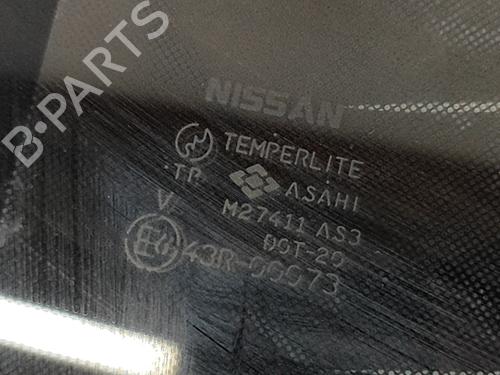 B-PARTS
NISSAN
TEMPERLITE
TP
ASAHI
M27411 AS3
DOT-20
V
43R-00073